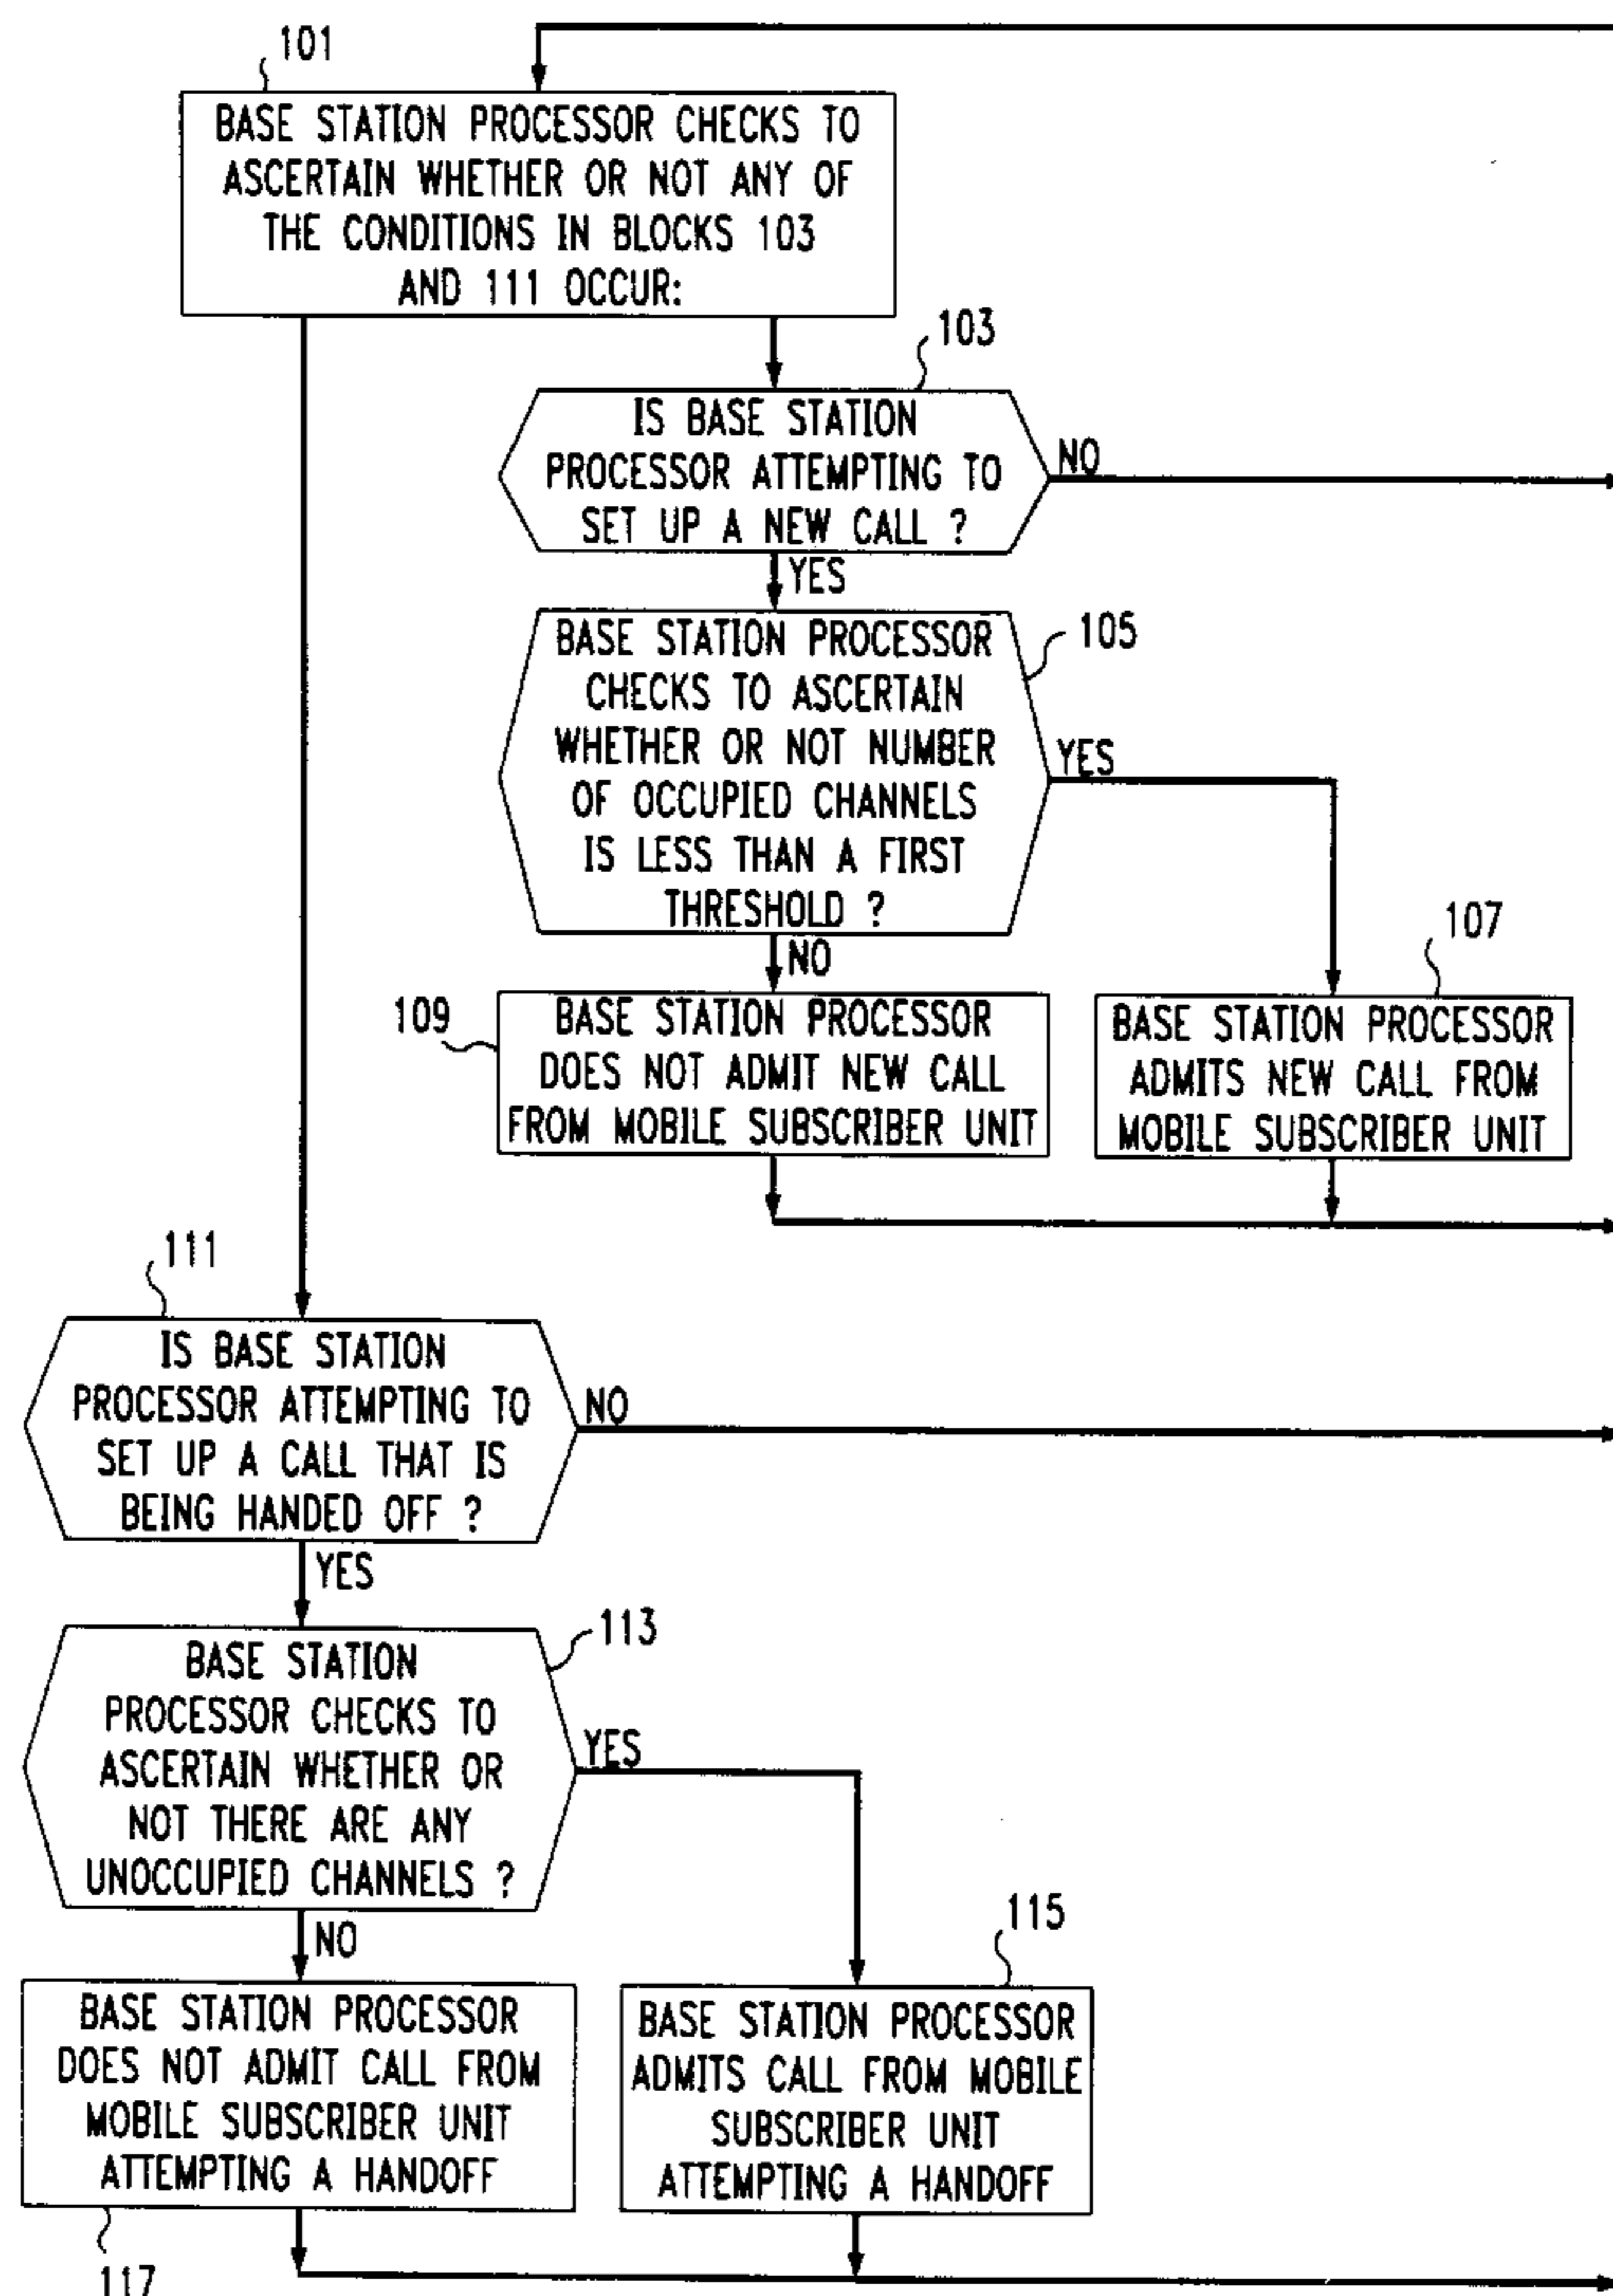 101
BASE STATION PROCESSOR CHECKS TO
ASCERTAIN WHETHER OR NOT ANY OF
THE CONDITIONS IN BLOCKS 103
AND 111 OCCUR:
103
IS BASE STATION
PROCESSOR ATTEMPTING TO
SET UP A NEW CALL ?
NO
YES
105
BASE STATION PROCESSOR
CHECKS TO ASCERTAIN
WHETHER OR NOT NUMBER
OF OCCUPIED CHANNELS
IS LESS THAN A FIRST
THRESHOLD ?
YES
NO
109
BASE STATION PROCESSOR
DOES NOT ADMIT NEW CALL
FROM MOBILE SUBSCRIBER UNIT
107
BASE STATION PROCESSOR
ADMITS NEW CALL FROM
MOBILE SUBSCRIBER UNIT
111
IS BASE STATION
PROCESSOR ATTEMPTING TO
SET UP A CALL THAT IS
BEING HANDED OFF ?
NO
YES
113
BASE STATION
PROCESSOR CHECKS TO
ASCERTAIN WHETHER OR
NOT THERE ARE ANY
UNOCCUPIED CHANNELS ?
YES
NO
BASE STATION PROCESSOR
DOES NOT ADMIT CALL FROM
MOBILE SUBSCRIBER UNIT
ATTEMPTING A HANDOFF
117
115
BASE STATION PROCESSOR
ADMITS CALL FROM MOBILE
SUBSCRIBER UNIT
ATTEMPTING A HANDOFF